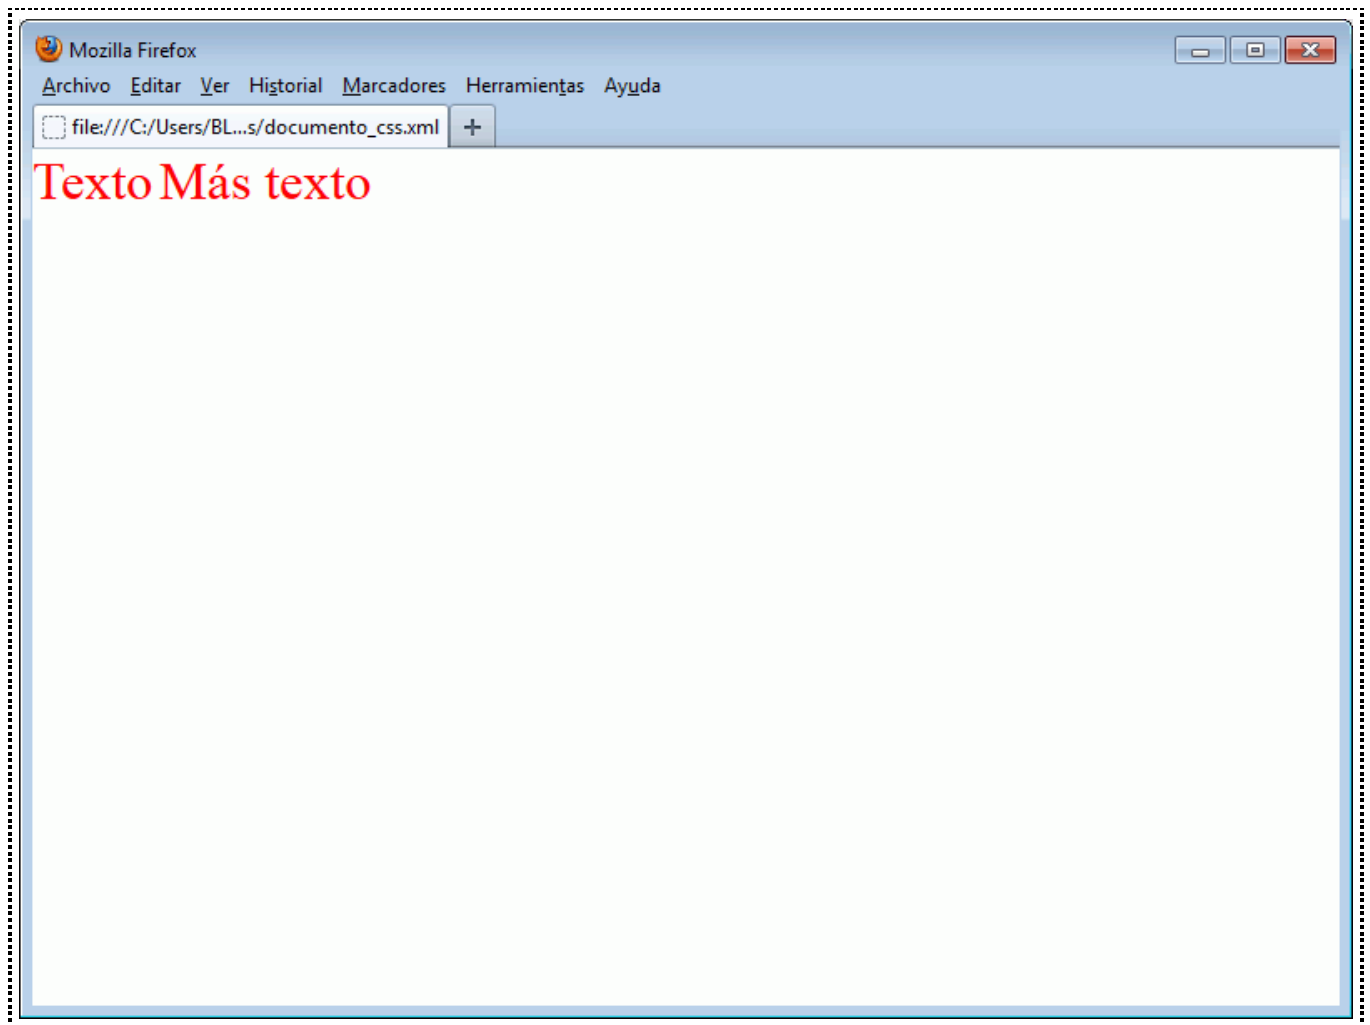 Mozilla Firefox
Archivo Editar Ver Historial Marcadores Herramientas Ayuda
file:///C:/Users/BL...s/documento_css.xml +
Texto Más texto